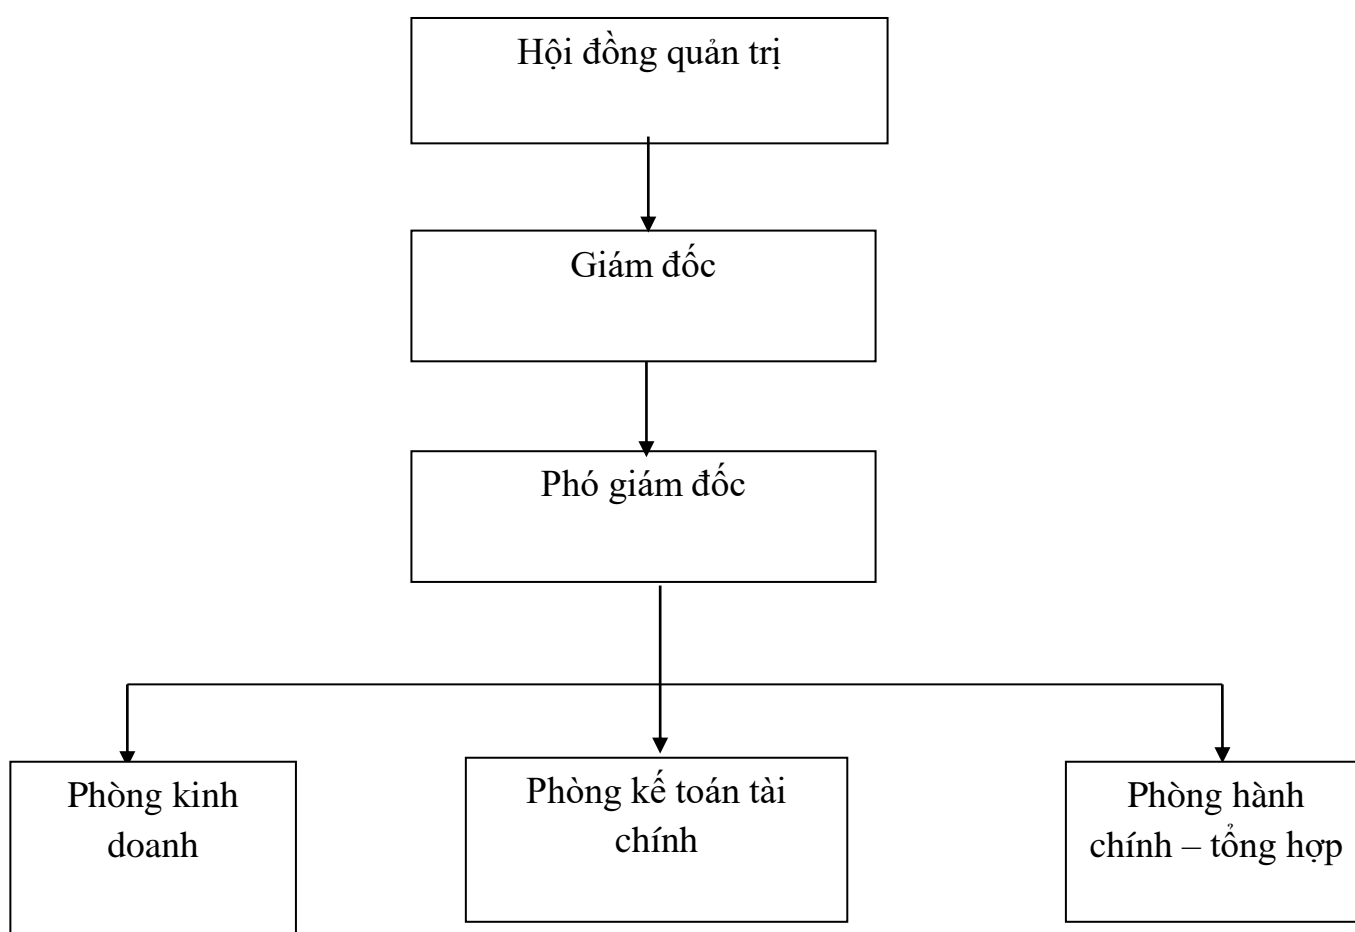 Hội đồng quản trị
Giám đốc
Phó giám đốc
Phòng kinh
doanh
Phòng kế toán tài
chính
Phòng hành
chính – tổng hợp